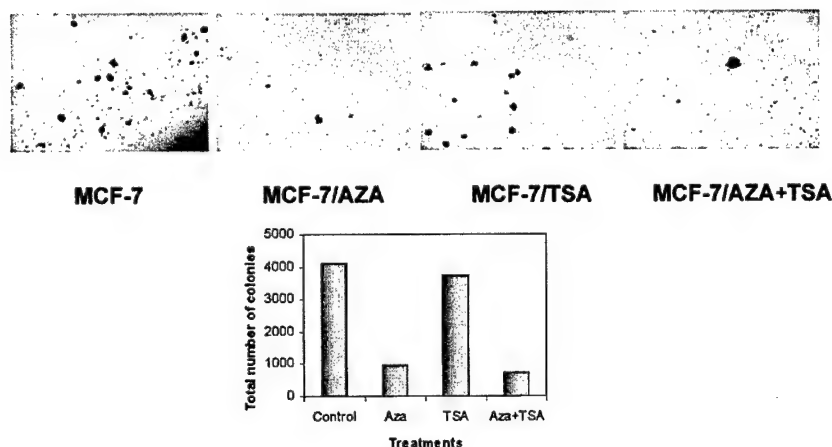 MCF-7 MCF-7/AZA MCF-7/TSA MCF-7/AZA+TSA
Total number of colonies
5000
4000
3000
2000
1000
0
Control Aza TSA Aza+TSA
Treatments